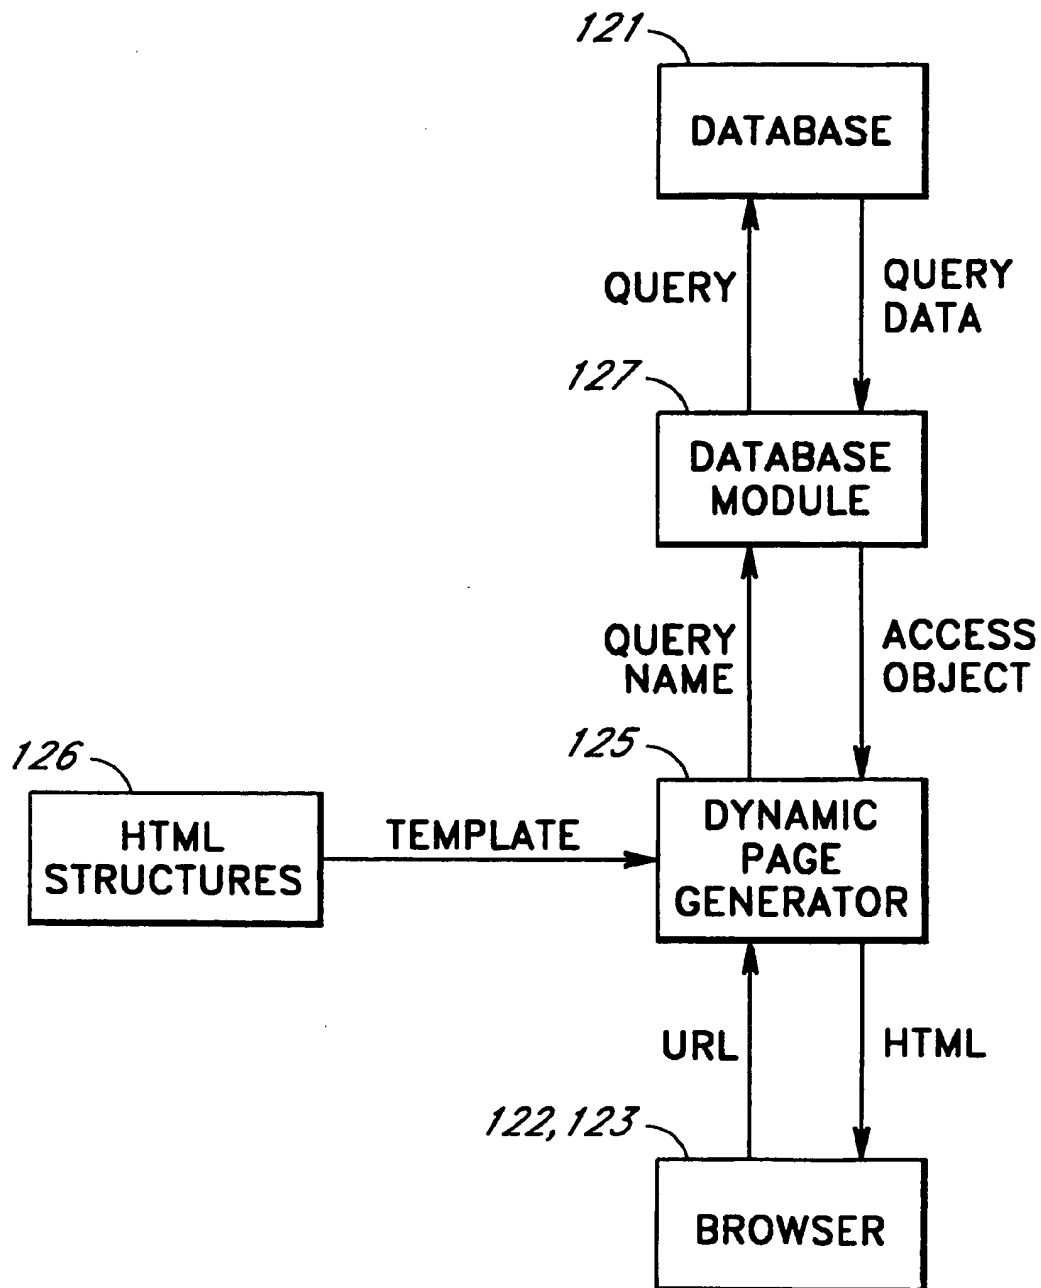 121
DATABASE
QUERY
QUERY
DATA
127
DATABASE
MODULE
QUERY
NAME
ACCESS
OBJECT
126
HTML
STRUCTURES
TEMPLATE
125
DYNAMIC
PAGE
GENERATOR
URL
HTML
122, 123
BROWSER